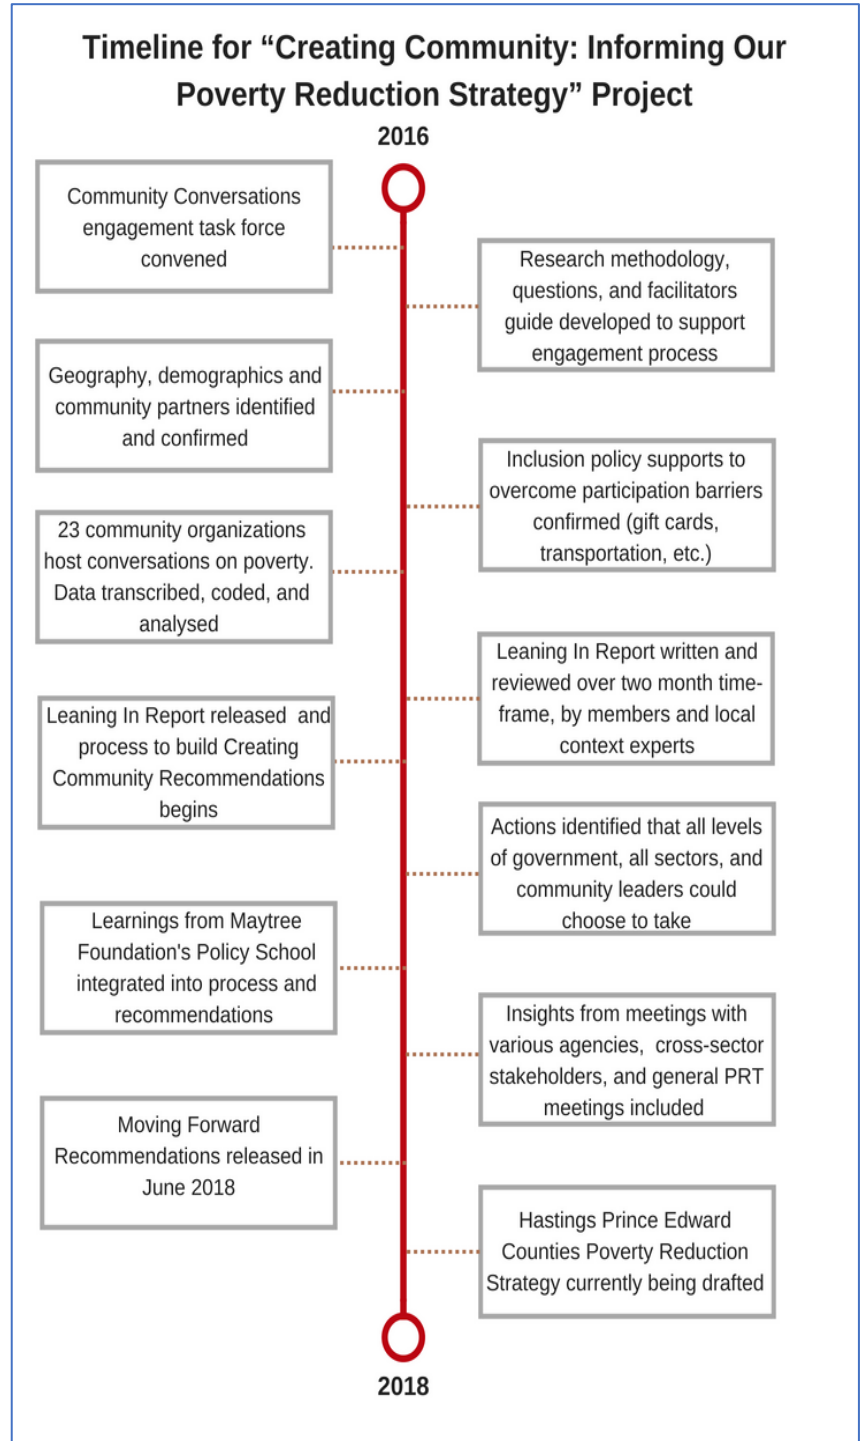 Timeline for “Creating Community: Informing Our
Poverty Reduction Strategy” Project
2016
Community Conversations
engagement task force
convened
Research methodology,
questions, and facilitators
guide developed to support
engagement process
Geography, demographics and
community partners identified
and confirmed
Inclusion policy supports to
overcome participation barriers
confirmed (gift cards,
transportation, etc.)
23 community organizations
host conversations on poverty.
Data transcribed, coded, and
analysed
Leaning In Report written and
reviewed over two month time-
frame, by members and local
context experts
Leaning In Report released and
process to build Creating
Community Recommendations
begins
Actions identified that all levels
of government, all sectors, and
community leaders could
choose to take
Learnings from Maytree
Foundation's Policy School
integrated into process and
recommendations
Insights from meetings with
various agencies, cross-sector
stakeholders, and general PRT
meetings included
Moving Forward
Recommendations released in
June 2018
Hastings Prince Edward
Counties Poverty Reduction
Strategy currently being drafted
2018